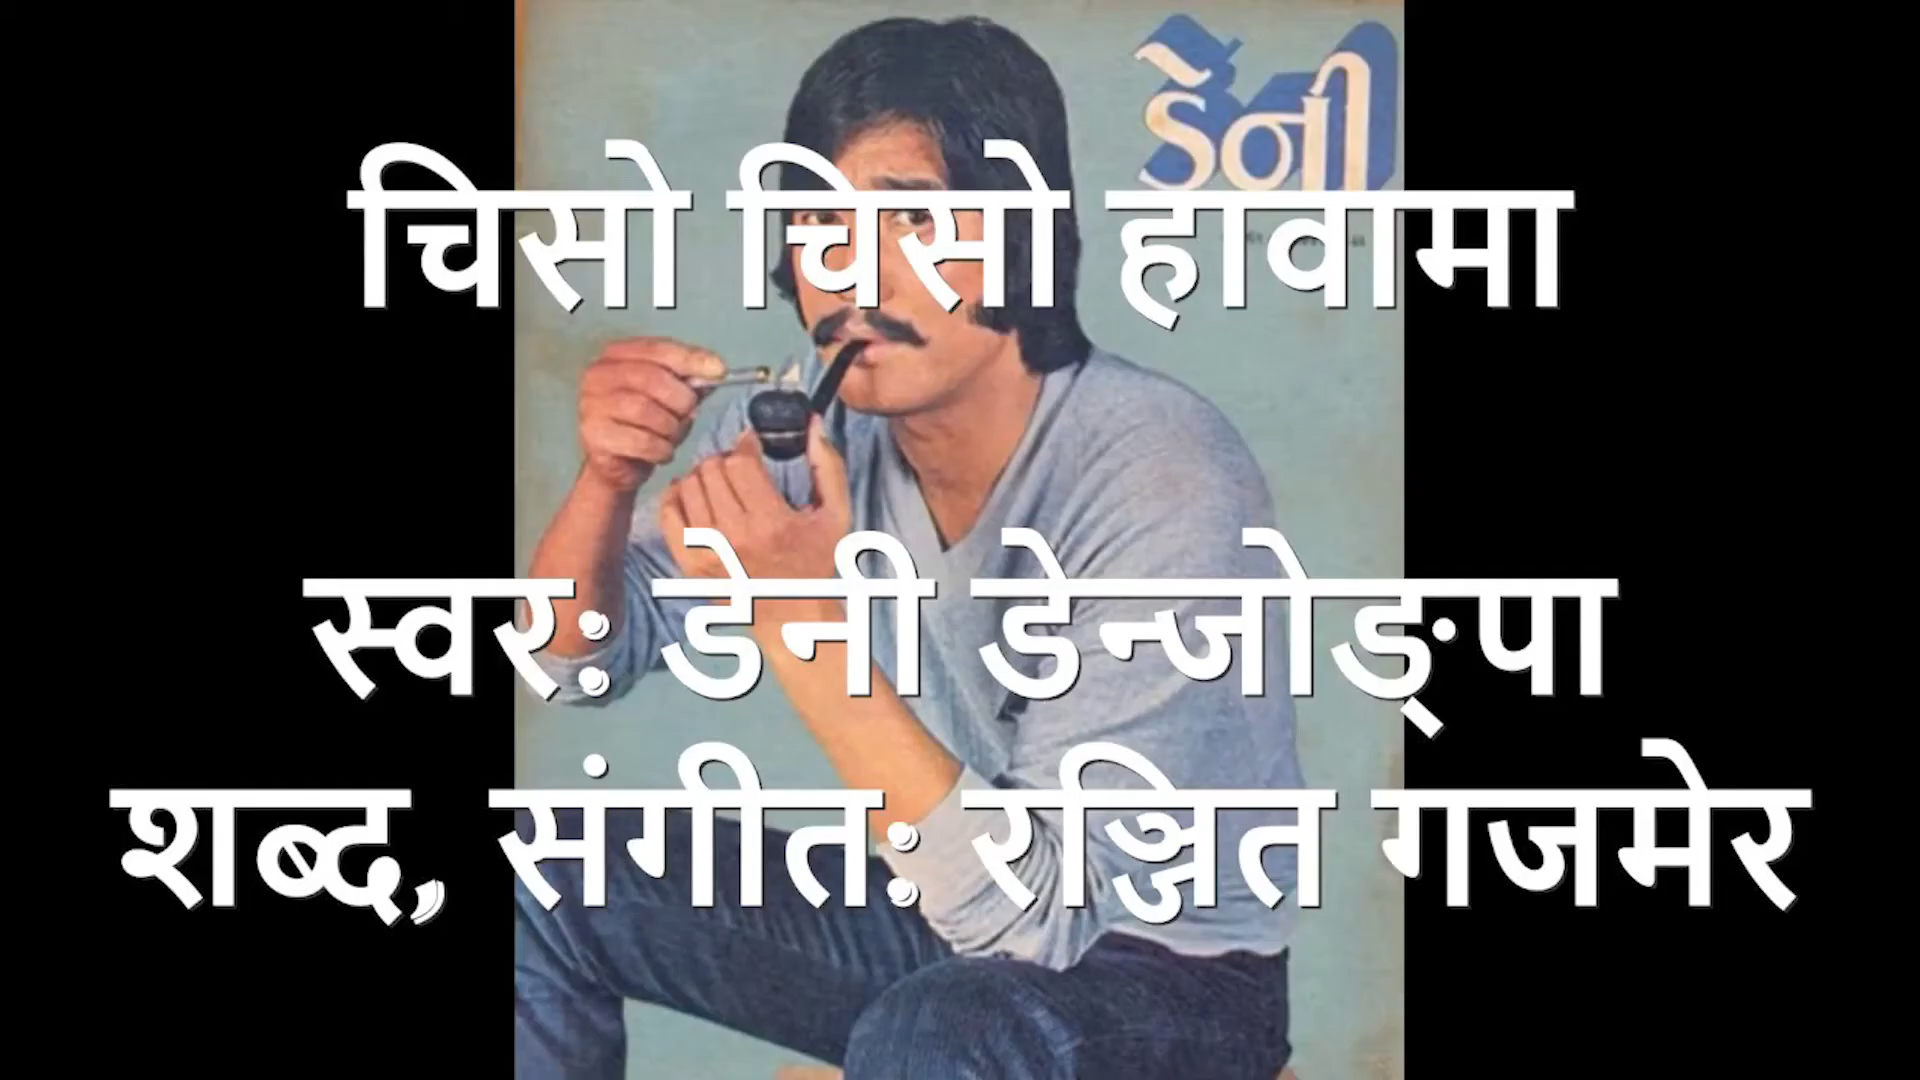 ડેની
चिसो चिसो हावामा
स्वर: डेनी डेन्जोङ्पा
शब्द, संगीत: रञ्जित गजमेर